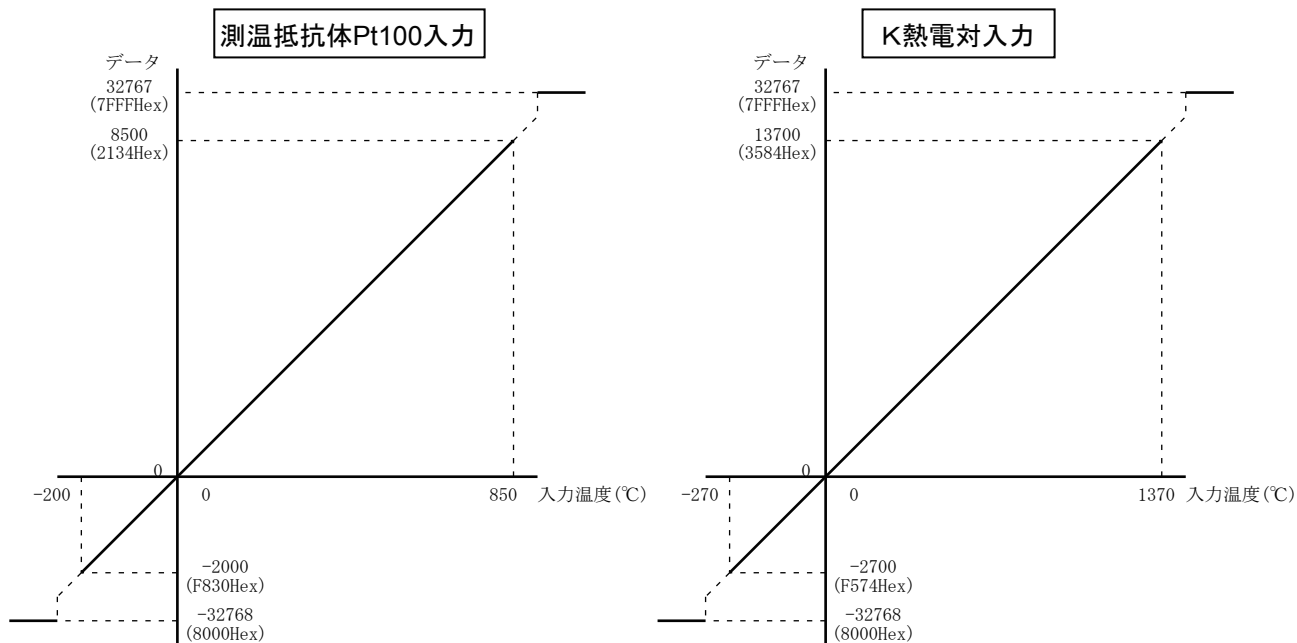 測温抵抗体Pt100入力
データ
32767
(7FFFHex)
8500
(2134Hex)
0
-200
0
850
入力温度(℃)
-2000
(F830Hex)
-32768
(8000Hex)
K熱電対入力
データ
32767
(7FFFHex)
13700
(3584Hex)
0
-270
0
1370
入力温度(℃)
-2700
(F574Hex)
-32768
(8000Hex)